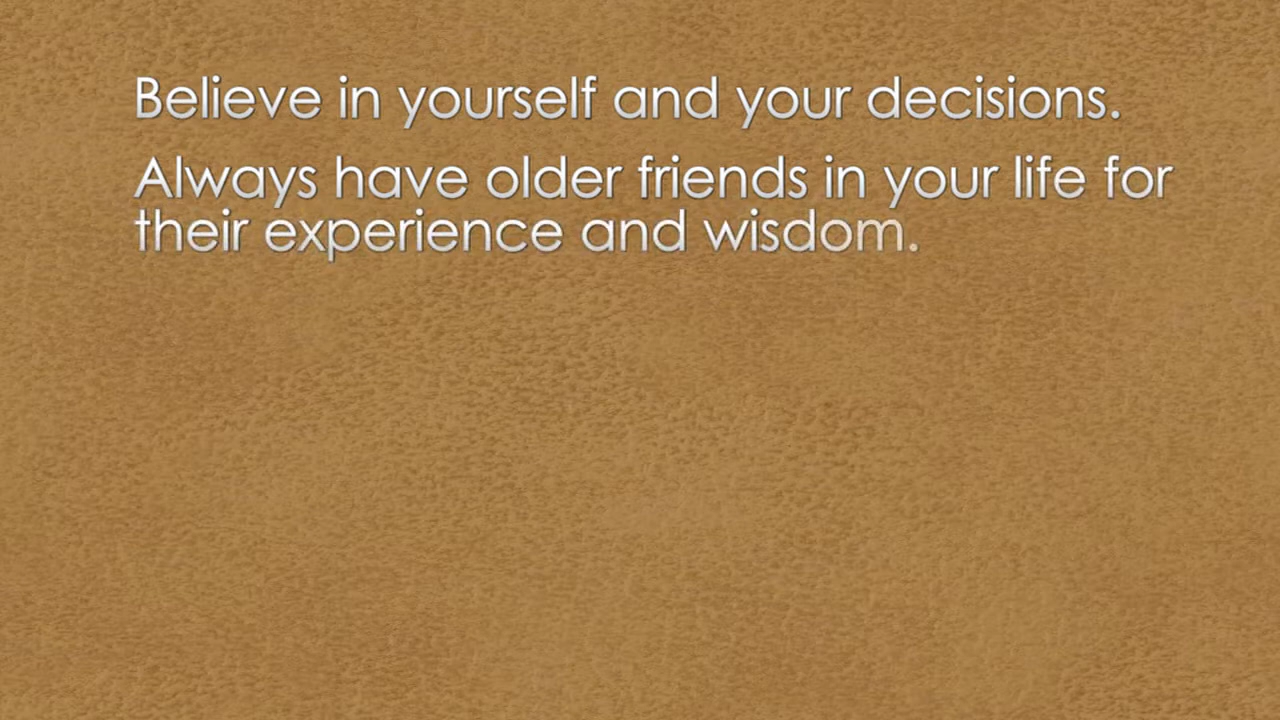 Believe in yourself and your decisions.
Always have older friends in your life for
their experience and wisdom.